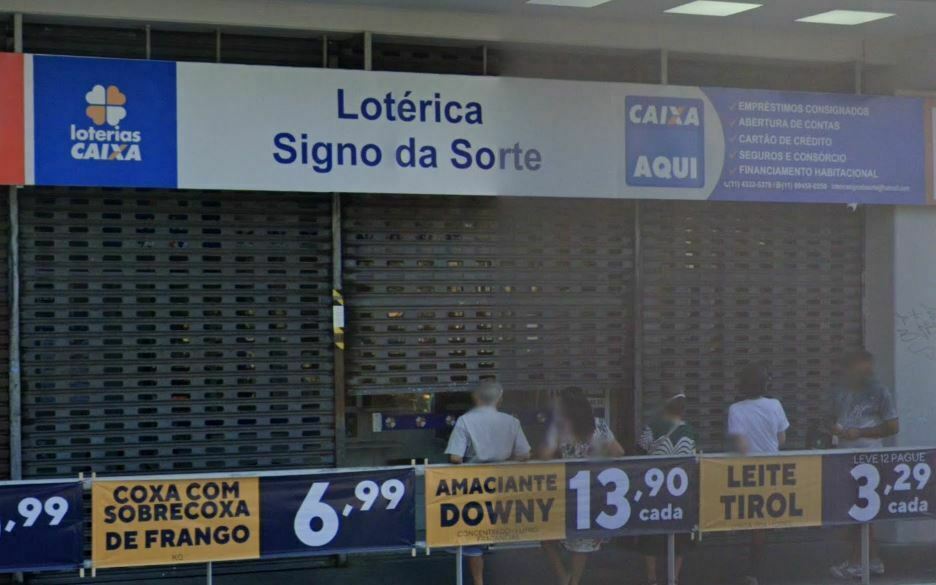 loterias
CAIXA
Lotérica
Signo da Sorte
CAIXA
AQUI
EMPRÉSTIMOS CONSIGNADOS
ABERTURA DE CONTAS
CARTÃO DE CRÉDITO
SEGUROS E CONSÓRCIO
FINANCIAMENTO HABITACIONAL
,99
COXA COM
SOBRECOXA
DE FRANGO
KG
6,99
AMACIANTE
DOWNY
13,90
cada
LEITE
TIROL
LEVE 12 PAGUE
3,29
cada